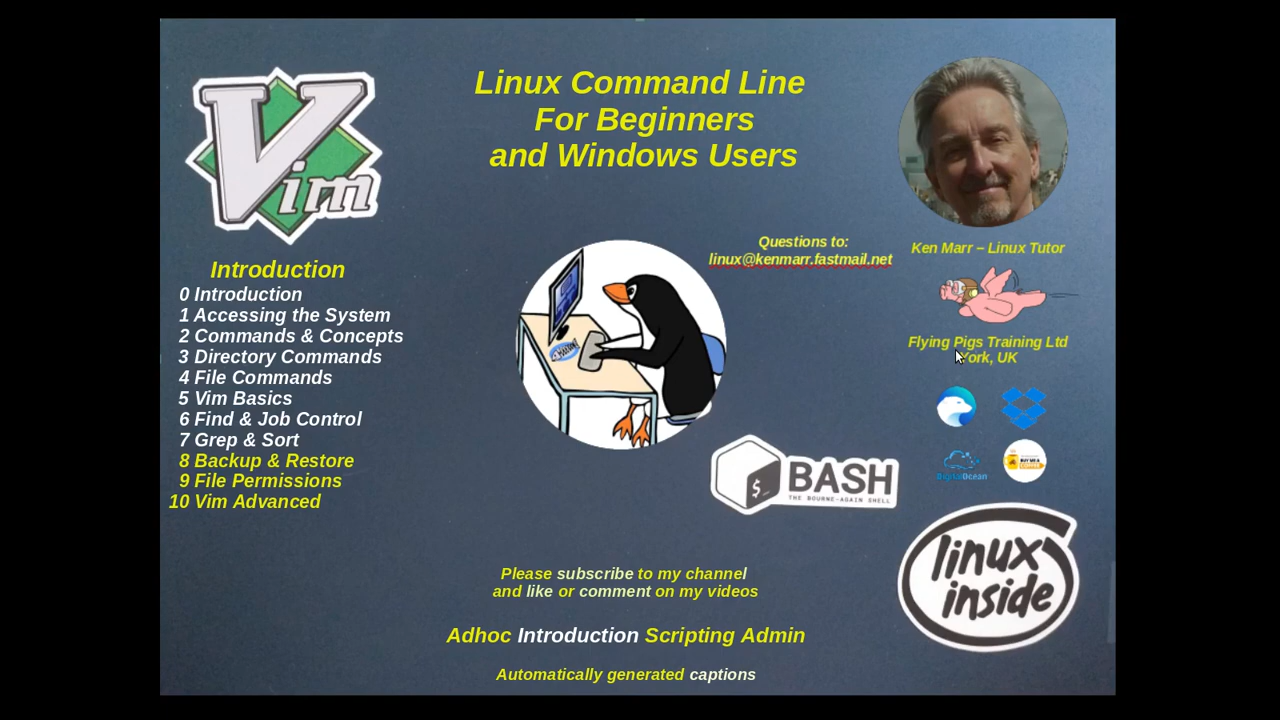 Linux Command Line
For Beginners
and Windows Users
Vim
Introduction
0 Introduction
1 Accessing the System
2 Commands & Concepts
3 Directory Commands
4 File Commands
5 Vim Basics
6 Find & Job Control
7 Grep & Sort
8 Backup & Restore
9 File Permissions
10 Vim Advanced
Questions to:
linux@kenmarr.fastmail.net
Ken Marr – Linux Tutor
Flying Pigs Training Ltd
York, UK
DigitalOcean
BUY ME A
COFFEE
$
BASH
THE BOURNE-AGAIN SHELL
linux
inside
Please subscribe to my channel
and like or comment on my videos
Adhoc Introduction Scripting Admin
Automatically generated captions